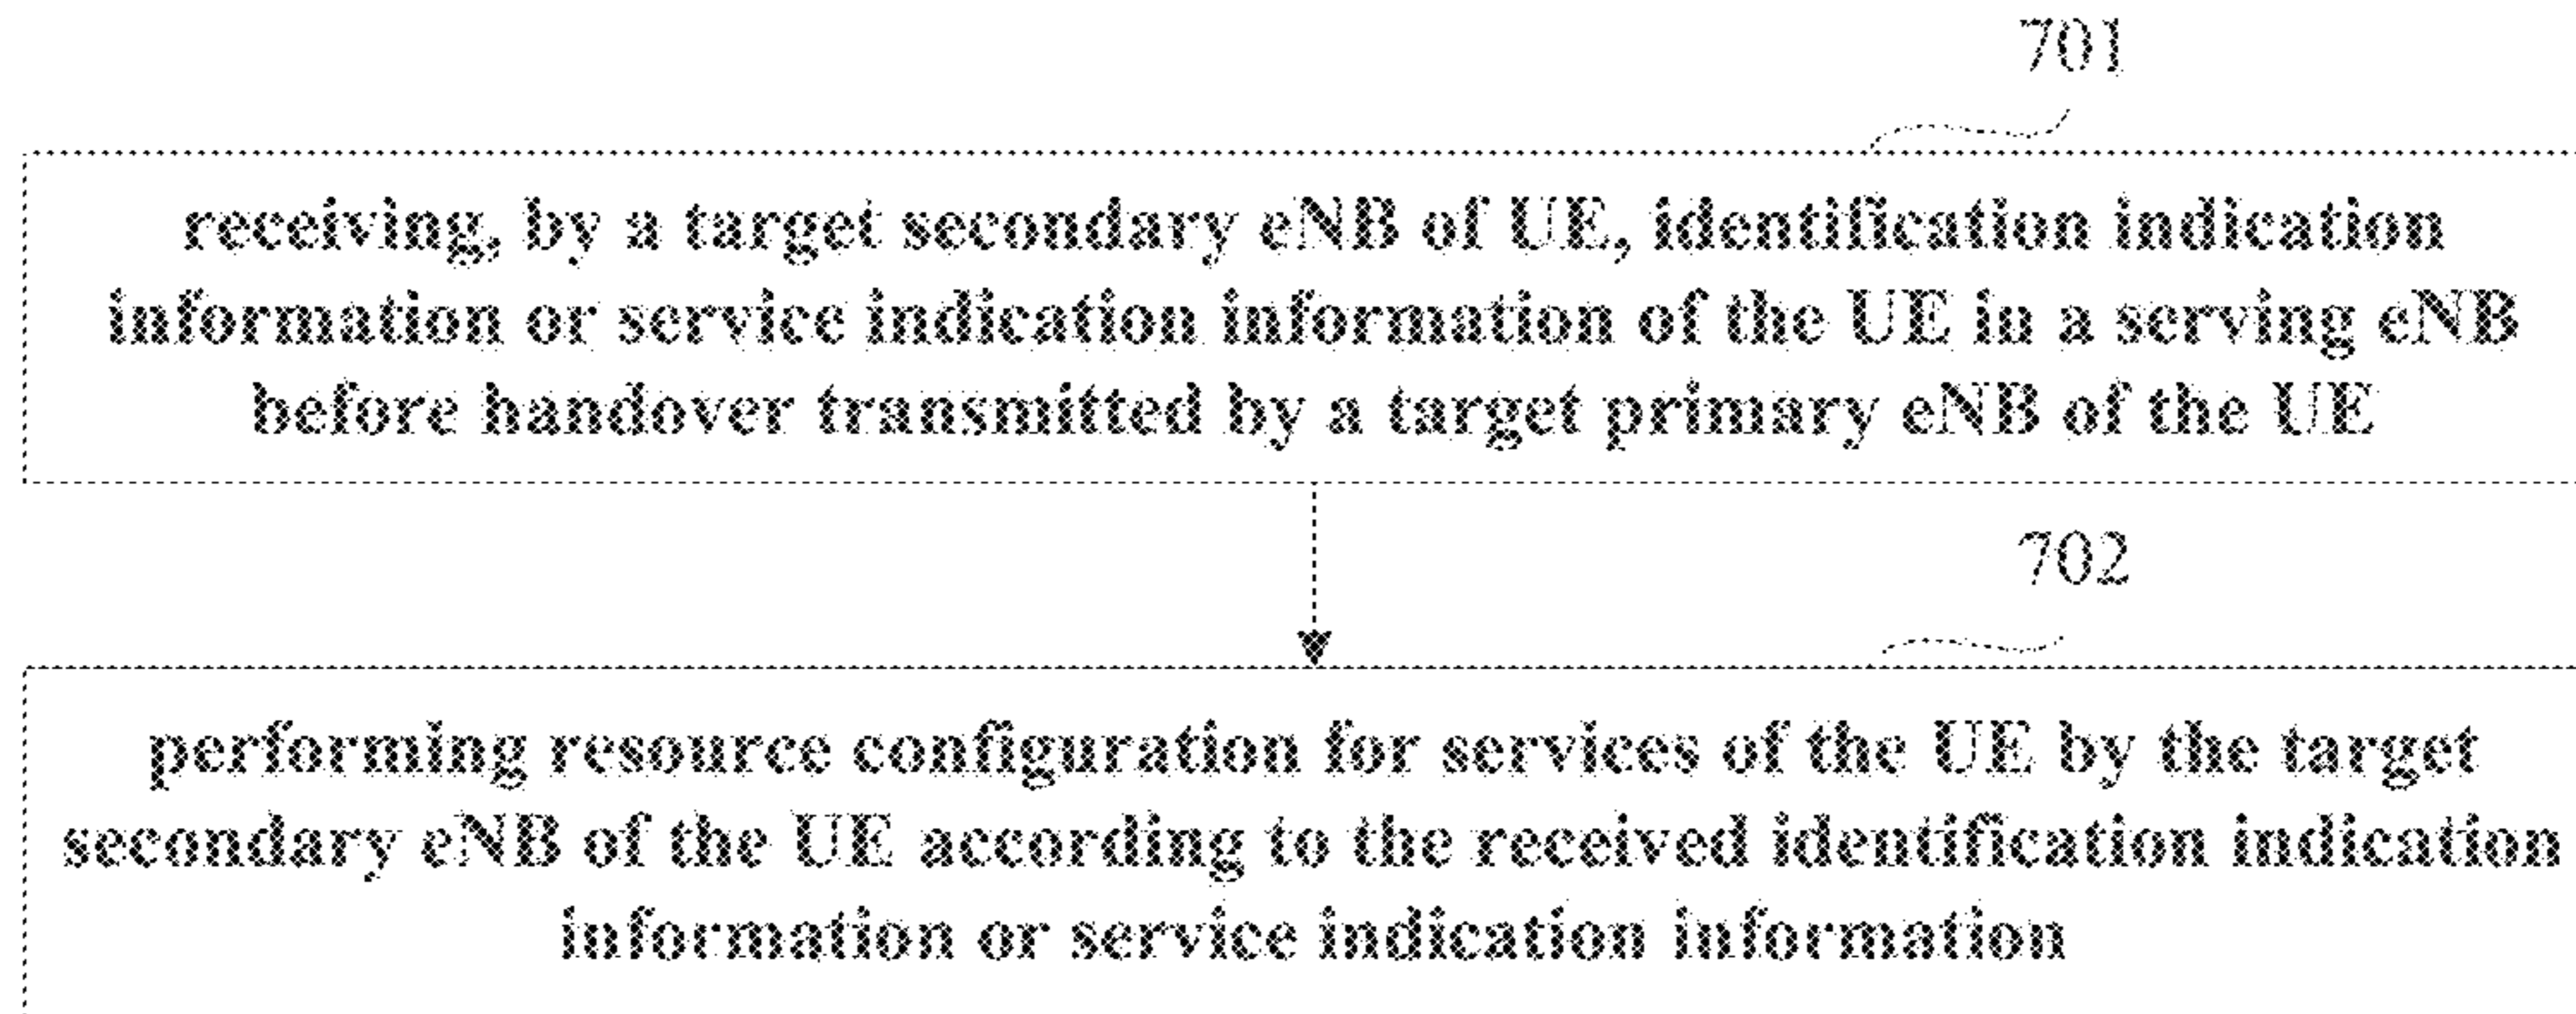 701
receiving, by a target secondary eNB of UE, identification indication
information or service indication information of the UE in a serving eNB
before handover transmitted by a target primary eNB of the UE
702
performing resource configuration for services of the UE by the target
secondary eNB of the UE according to the received identification indication
information or service indication information